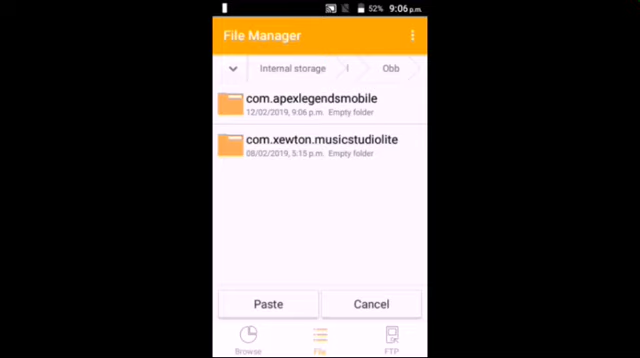 52% 9:06 p.m.
File Manager
Internal storage Obb
com.apexlegendsmobile
12/02/2019, 9:06 p.m. Empty folder
com.xewton.musicstudiolite
08/02/2019, 5:15 p.m. Empty folder
Paste Cancel
Browse File FTP